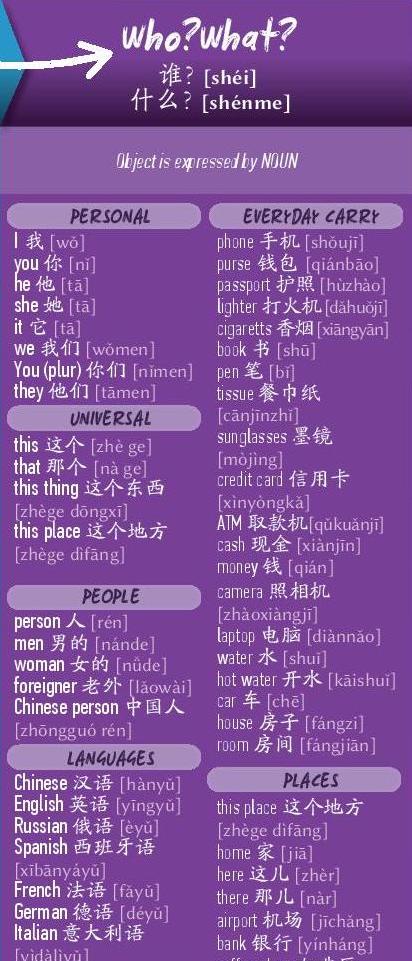 who?what?
谁? [shéi]
什么? [shénme]
Object is expressed by NOUN
PERSONAL
I 我 [wǒ]
you 你 [nǐ]
he 他 [tā]
she 她 [tā]
it 它 [tā]
we 我们 [wǒmen]
You (plur) 你们 [nǐmen]
they 他们 [tāmen]
UNIVERSAL
this 这个 [zhè ge]
that 那个 [nà ge]
this thing 这个东西
[zhège dōngxī]
this place 这个地方
[zhège dìfāng]
PEOPLE
person 人 [rén]
men 男的 [nánde]
woman 女的 [nǚde]
foreigner 老外 [lǎowài]
Chinese person 中国人
[zhōngguó rén]
LANGUAGES
Chinese 汉语 [hànyǔ]
English 英语 [yīngyǔ]
Russian 俄语 [èyǔ]
Spanish 西班牙语
[xībānyáyǔ]
French 法语 [fǎyǔ]
German 德语 [déyǔ]
Italian 意大利语
[yìdàlìyǔ]
EVERYDAY CARRY
phone 手机 [shǒujī]
purse 钱包 [qiánbāo]
passport 护照 [hùzhào]
lighter 打火机 [dǎhuǒjī]
cigaretts 香烟 [xiāngyān]
book 书 [shū]
pen 笔 [bǐ]
tissue 餐巾纸
[cānjīnzhǐ]
sunglasses 墨镜
[mòjìng]
credit card 信用卡
[xìnyòngkǎ]
ATM 取款机[qǔkuǎnjī]
cash 现金 [xiànjīn]
money 钱 [qián]
camera 照相机
[zhàoxiàngjī]
laptop 电脑 [diànnǎo]
water 水 [shuǐ]
hot water 开水 [kāishuǐ]
car 车 [chē]
house 房子 [fángzi]
room 房间 [fángjiān]
PLACES
this place 这个地方
[zhège dìfāng]
home 家 [jiā]
here 这儿 [zhèr]
there 那儿 [nàr]
airport 机场 [jīchǎng]
bank 银行 [yínháng]